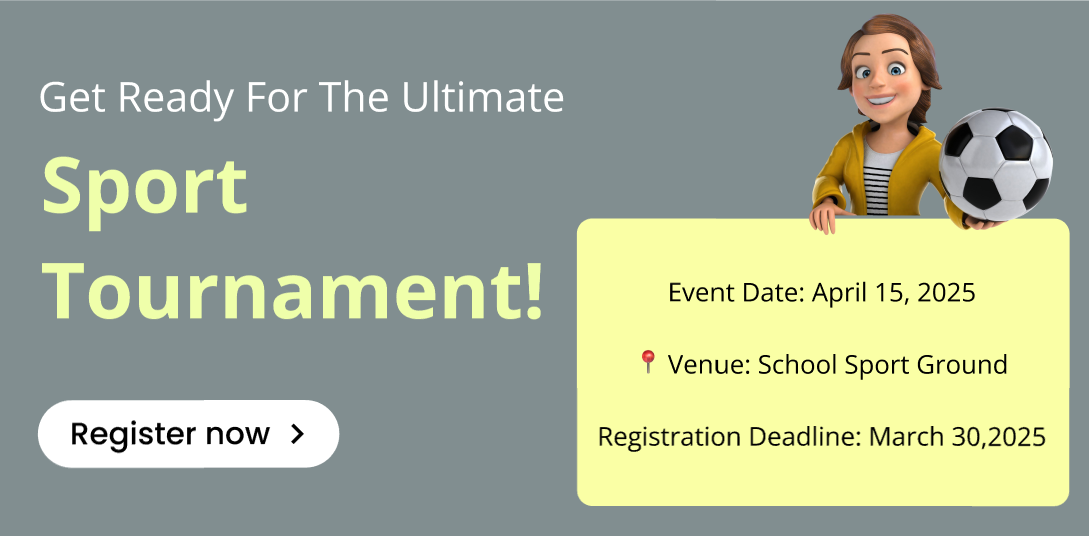 Get Ready For The Ultimate
Sport
Tournament!
Register now
Event Date: April 15, 2025
Venue: School Sport Ground
Registration Deadline: March 30,2025